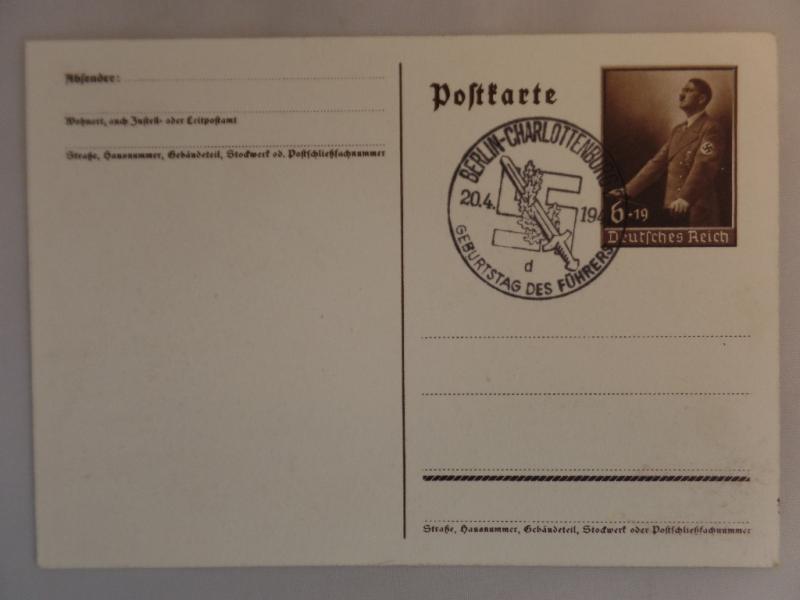 Absender:
Wohnort, auch Zustell- oder Leitpostamt
Straße, Hausnummer, Gebäudeteil, Stockwerk od. Postschließfachnummer
Postkarte
BERLIN-CHARLOTTENBURG
20.4. 194
d
GEBURTSTAG DES FÜHRERS
6+19
Deutsches Reich
Straße, Hausnummer, Gebäudeteil, Stockwerk oder Postschließfachnummer